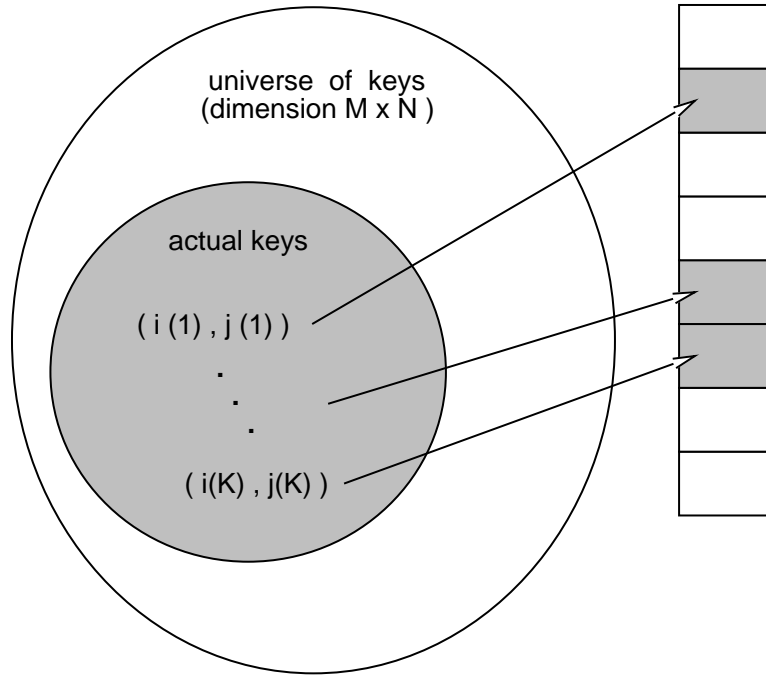 universe of keys
(dimension M x N )
actual keys
( i (1) , j (1) )
.
.
.
( i(K) , j(K) )